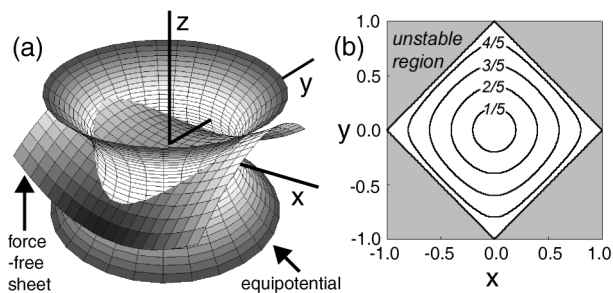 (a)
z
y
x
force
-free
sheet
equipotential
(b)
unstable
region
4/5
3/5
2/5
1/5
y
1.0
0.5
0.0
-0.5
-1.0
-1.0 -0.5 0.0 0.5 1.0
x